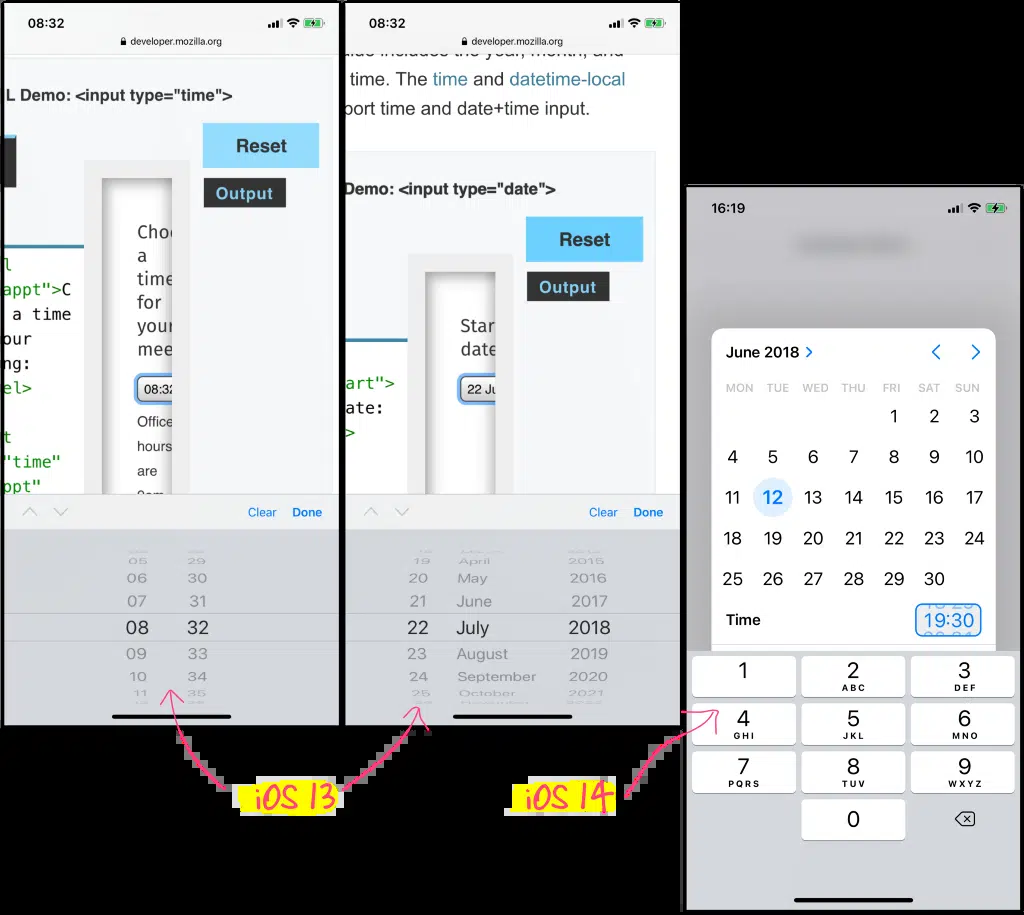 08:32
developer.mozilla.org
L Demo: <input type="time">
Reset
Output
Choo
a
time
for
your
mee
08:32
Office
hours
are
l
appt">C
a time
our
ng:
el>
t
"time"
ppt"
Clear Done
05 29
06 30
07 31
08 32
09 33
10 34
11 35
08:32
developer.mozilla.org
time. The time and datetime-local
port time and date+time input.
Demo: <input type="date">
Reset
Output
Star
date
22 Ju
art">
ate:
>
Clear Done
19 April 2015
20 May 2016
21 June 2017
22 July 2018
23 August 2019
24 September 2020
25 October 2021
16:19
June 2018
MON TUE WED THU FRI SAT SUN
1 2 3
4 5 6 7 8 9 10
11 12 13 14 15 16 17
18 19 20 21 22 23 24
25 26 27 28 29 30
Time 19:30
1 2 3
ABC DEF
4 5 6
GHI JKL MNO
7 8 9
PQRS TUV WXYZ
0
iOS 13
iOS 14